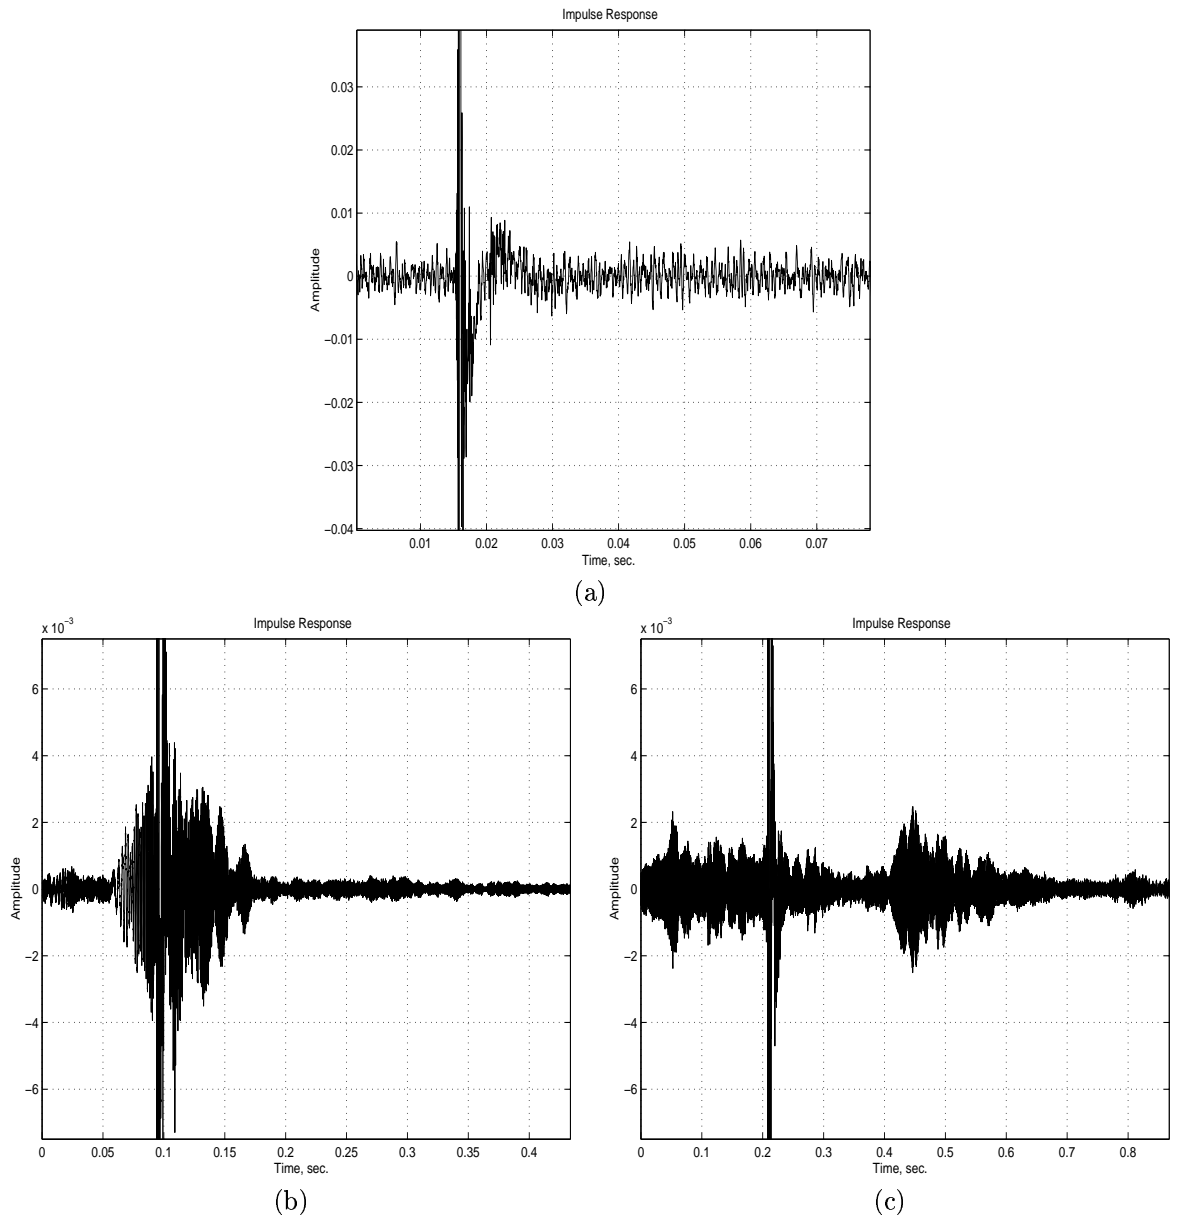 Impulse Response
0.03
0.02
0.01
0
−0.01
−0.02
−0.03
−0.04
Amplitude
0.01 0.02 0.03 0.04 0.05 0.06 0.07
Time, sec.
(a)
x 10−3
Impulse Response
6
4
2
0
−2
−4
−6
Amplitude
0 0.05 0.1 0.15 0.2 0.25 0.3 0.35 0.4
Time, sec.
(b)
x 10−3
Impulse Response
6
4
2
0
−2
−4
−6
Amplitude
0 0.1 0.2 0.3 0.4 0.5 0.6 0.7 0.8
Time, sec.
(c)